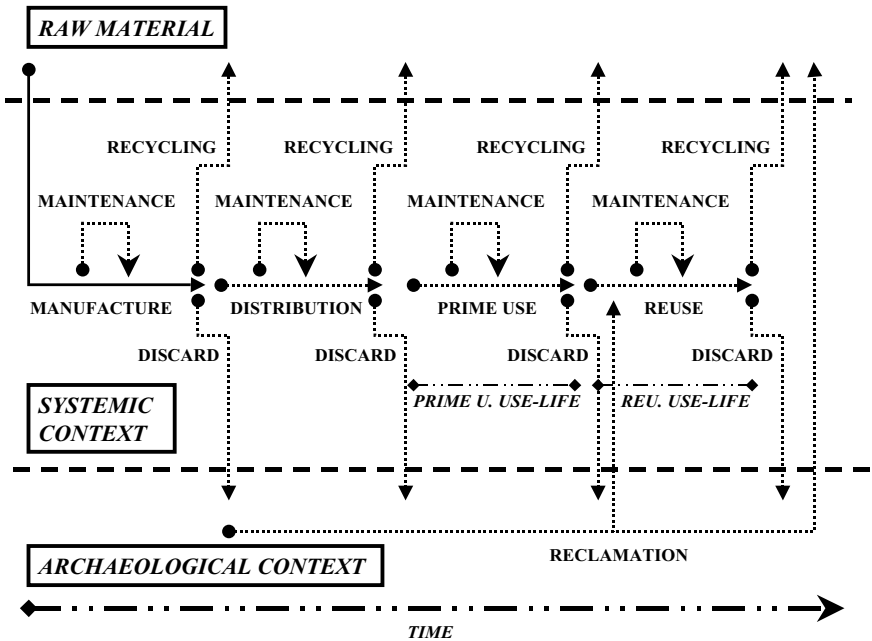 RAW MATERIAL
RECYCLING RECYCLING RECYCLING RECYCLING
MAINTENANCE MAINTENANCE MAINTENANCE MAINTENANCE
MANUFACTURE DISTRIBUTION PRIME USE REUSE
DISCARD DISCARD DISCARD DISCARD
PRIME U. USE-LIFE REU. USE-LIFE
SYSTEMIC
CONTEXT
RECLAMATION
ARCHAEOLOGICAL CONTEXT
TIME